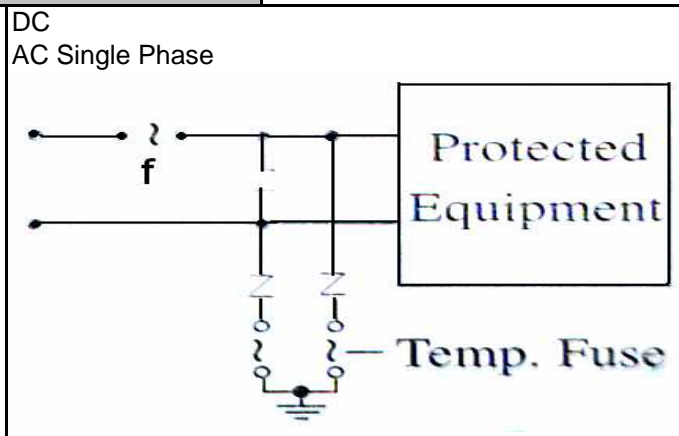 DC
AC Single Phase
f
Protected
Equipment
Temp. Fuse